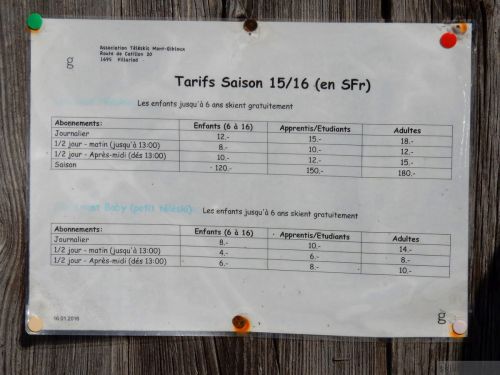 g
Association Téléskis Mont-Gibloux
Route de Catillon 20
1695 Villarlod
Tarifs Saison 15/16 (en SFr)
Les enfants jusqu'à 6 ans skient gratuitement
Abonnements: Enfants (6 à 16) Apprentis/Etudiants Adultes
Journalier 12.- 15.- 18.-
1/2 jour - matin (jusqu'à 13:00) 8.- 10.- 12.-
1/2 jour - Après-midi (dès 13:00) 10.- 12.- 15.-
Saison 120.- 150.- 180.-
Baby (petit téléski) Les enfants jusqu'à 6 ans skient gratuitement
Abonnements: Enfants (6 à 16) Apprentis/Etudiants Adultes
Journalier 8.- 10.- 14.-
1/2 jour - matin (jusqu'à 13:00) 4.- 6.- 8.-
1/2 jour - Après-midi (dès 13:00) 6.- 8.- 10.-
16.01.2016
g